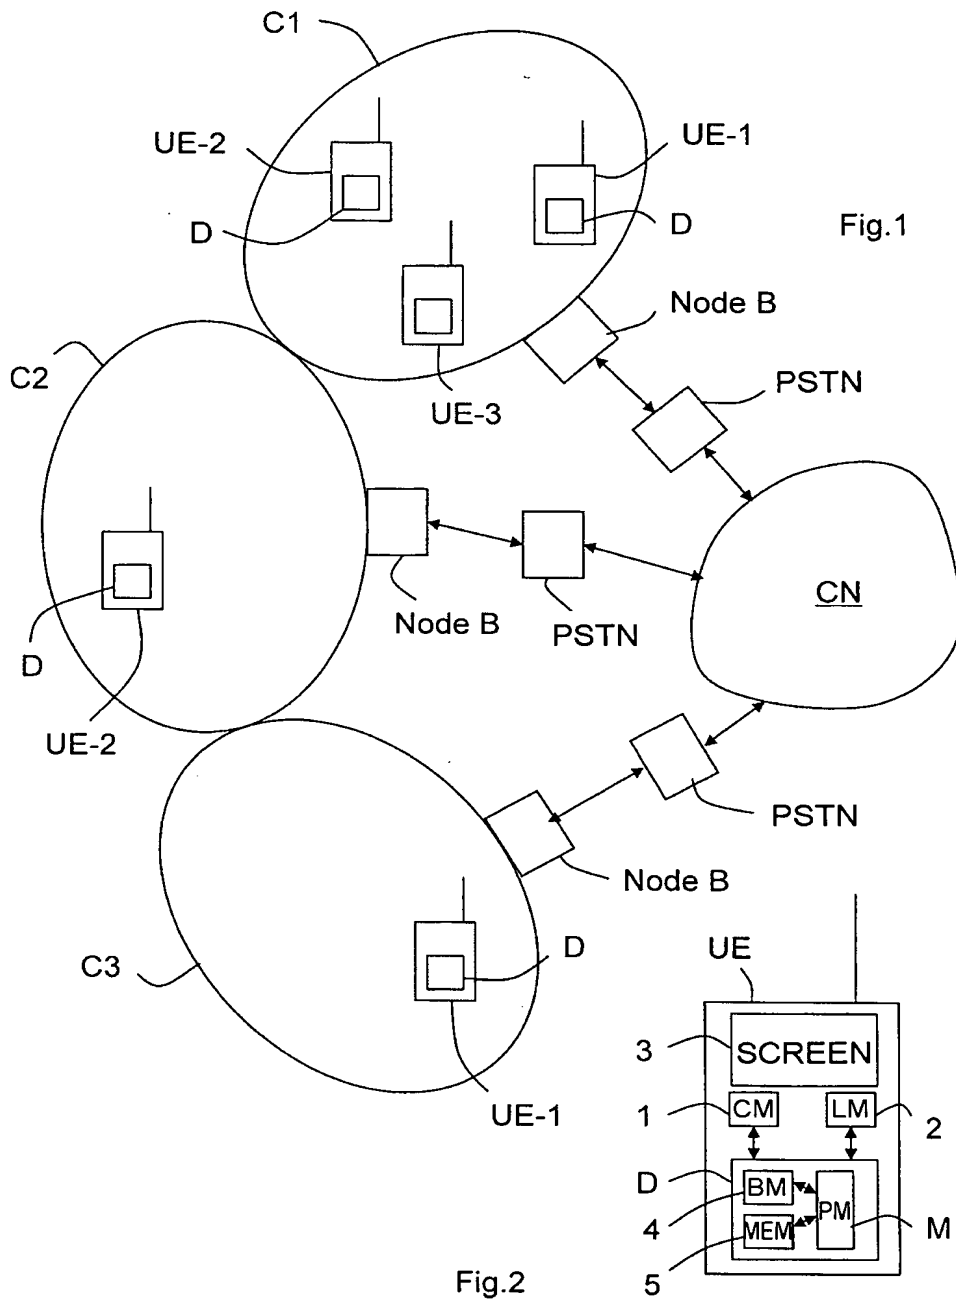 C1
UE-2
UE-1
D
D
Fig.1
Node B
UE-3
C2
PSTN
CN
Node B
PSTN
D
UE-2
PSTN
Node B
C3
D
UE-1
UE
3
SCREEN
1
CM
LM
2
D
BM
PM
4
MEM
M
5
Fig.2